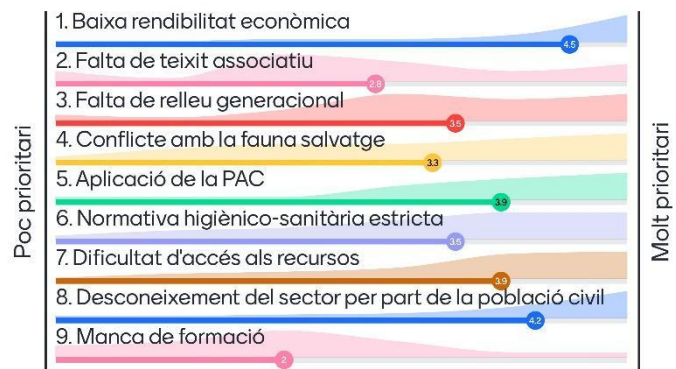 1. Baixa rendibilitat econòmica
4.5
2. Falta de teixit associatiu
2.8
3. Falta de relleu generacional
3.5
4. Conflicte amb la fauna salvatge
3.3
5. Aplicació de la PAC
3.9
6. Normativa higiènico-sanitària estricta
3.5
7. Dificultat d'accés als recursos
3.9
8. Desconeixement del sector per part de la població civil
4.2
9. Manca de formació
2
Poc prioritari
Molt prioritari